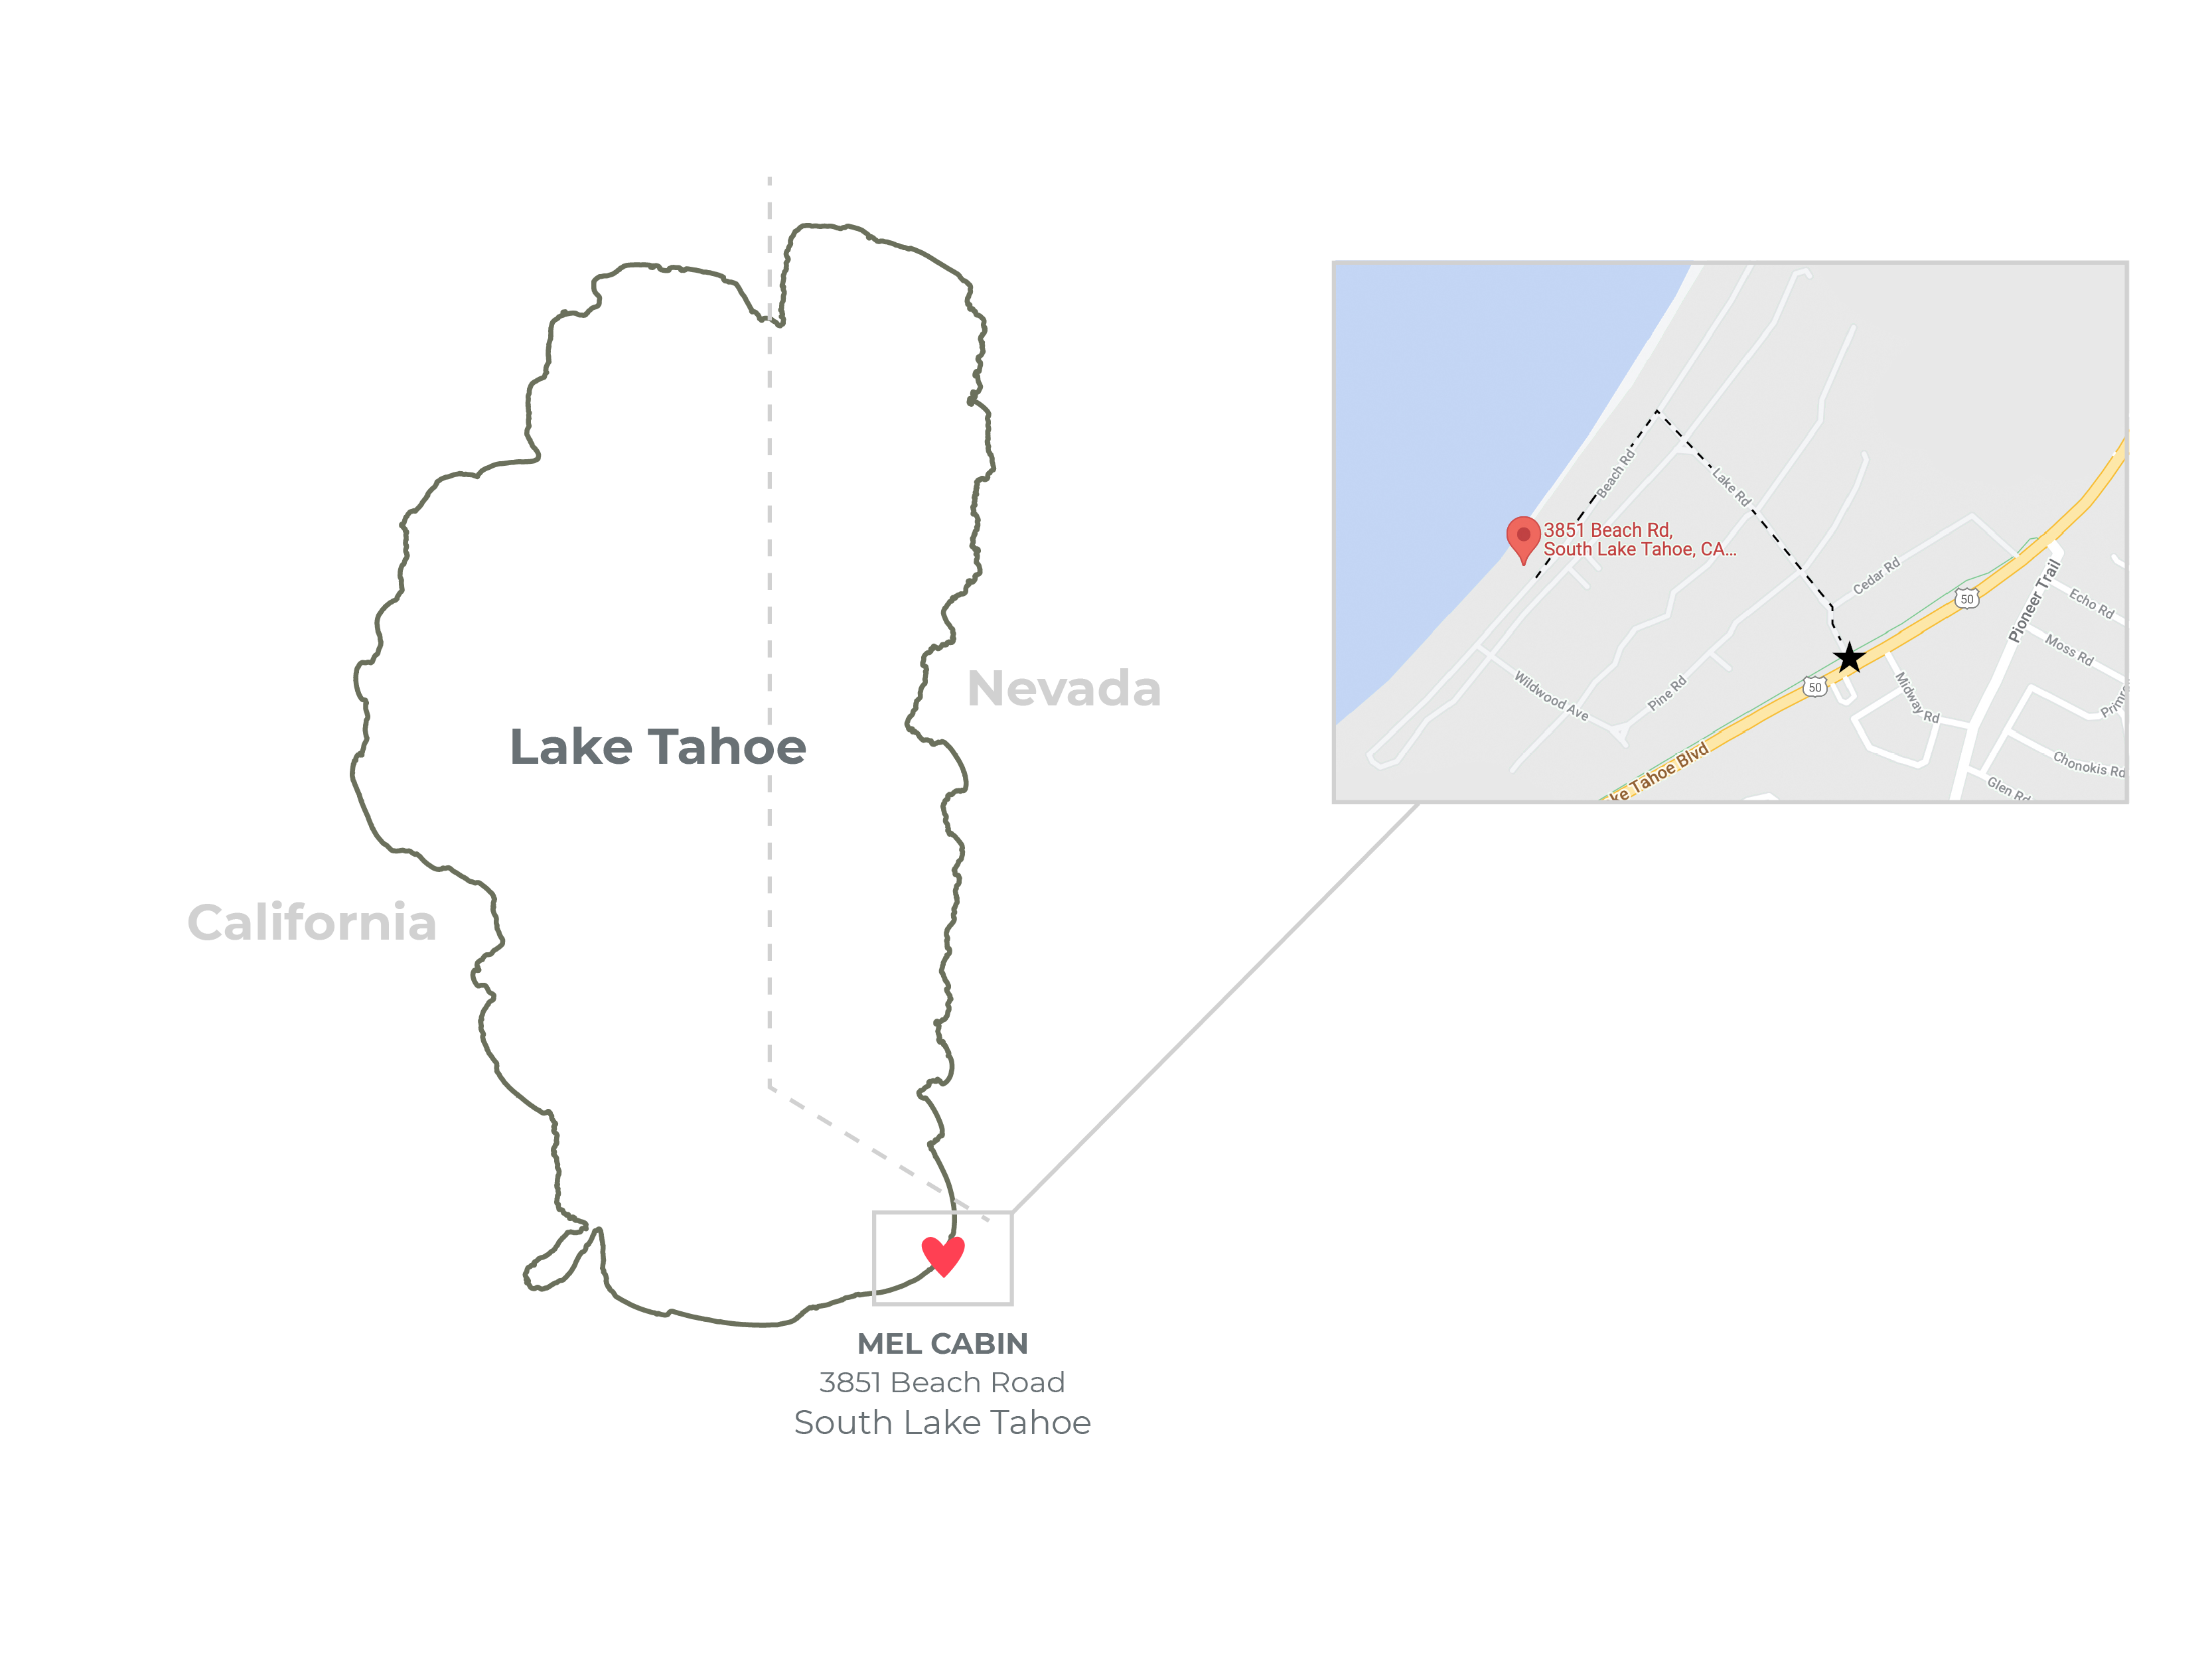 Lake Tahoe
Nevada
California
MEL CABIN
3851 Beach Road
South Lake Tahoe
Beach Rd
Lake Rd
3851 Beach Rd,
South Lake Tahoe, CA...
Cedar Rd
50
Pioneer Trail
Echo Rd
Moss Rd
50
Midway Rd
Wildwood Ave
Pine Rd
ke Tahoe Blvd
Chonokis Rd
Glen Rd